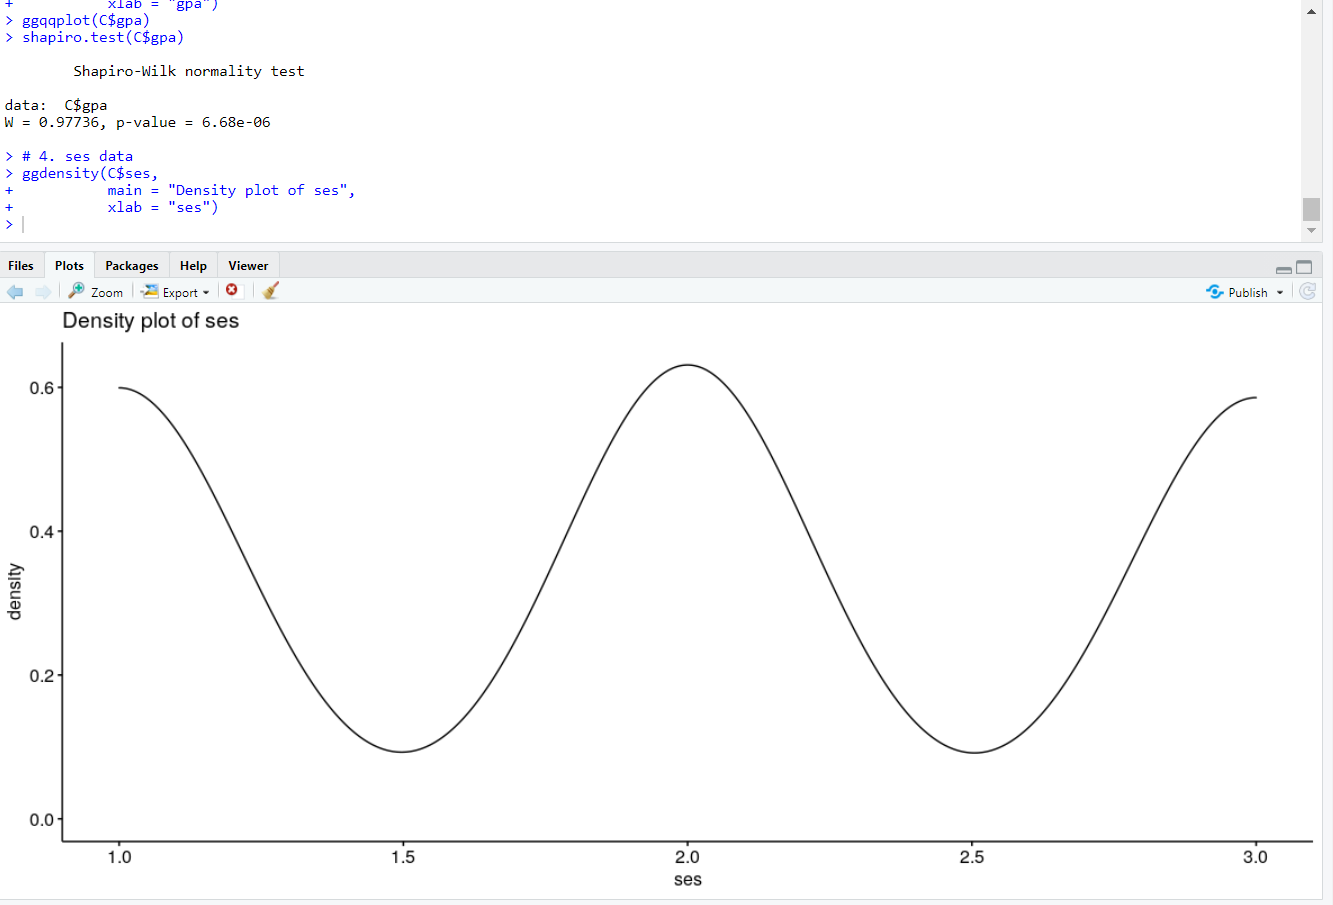 +           xlab = "gpa")
> ggqqplot(C$gpa)
> shapiro.test(C$gpa)
        Shapiro-Wilk normality test
data:  C$gpa
W = 0.97736, p-value = 6.68e-06
> # 4. ses data
> ggdensity(C$ses,
+           main = "Density plot of ses",
+           xlab = "ses")
>
Files Plots Packages Help Viewer
Zoom Export Publish
Density plot of ses
0.6
0.4
density
0.2
0.0
1.0 1.5 2.0 2.5 3.0
ses